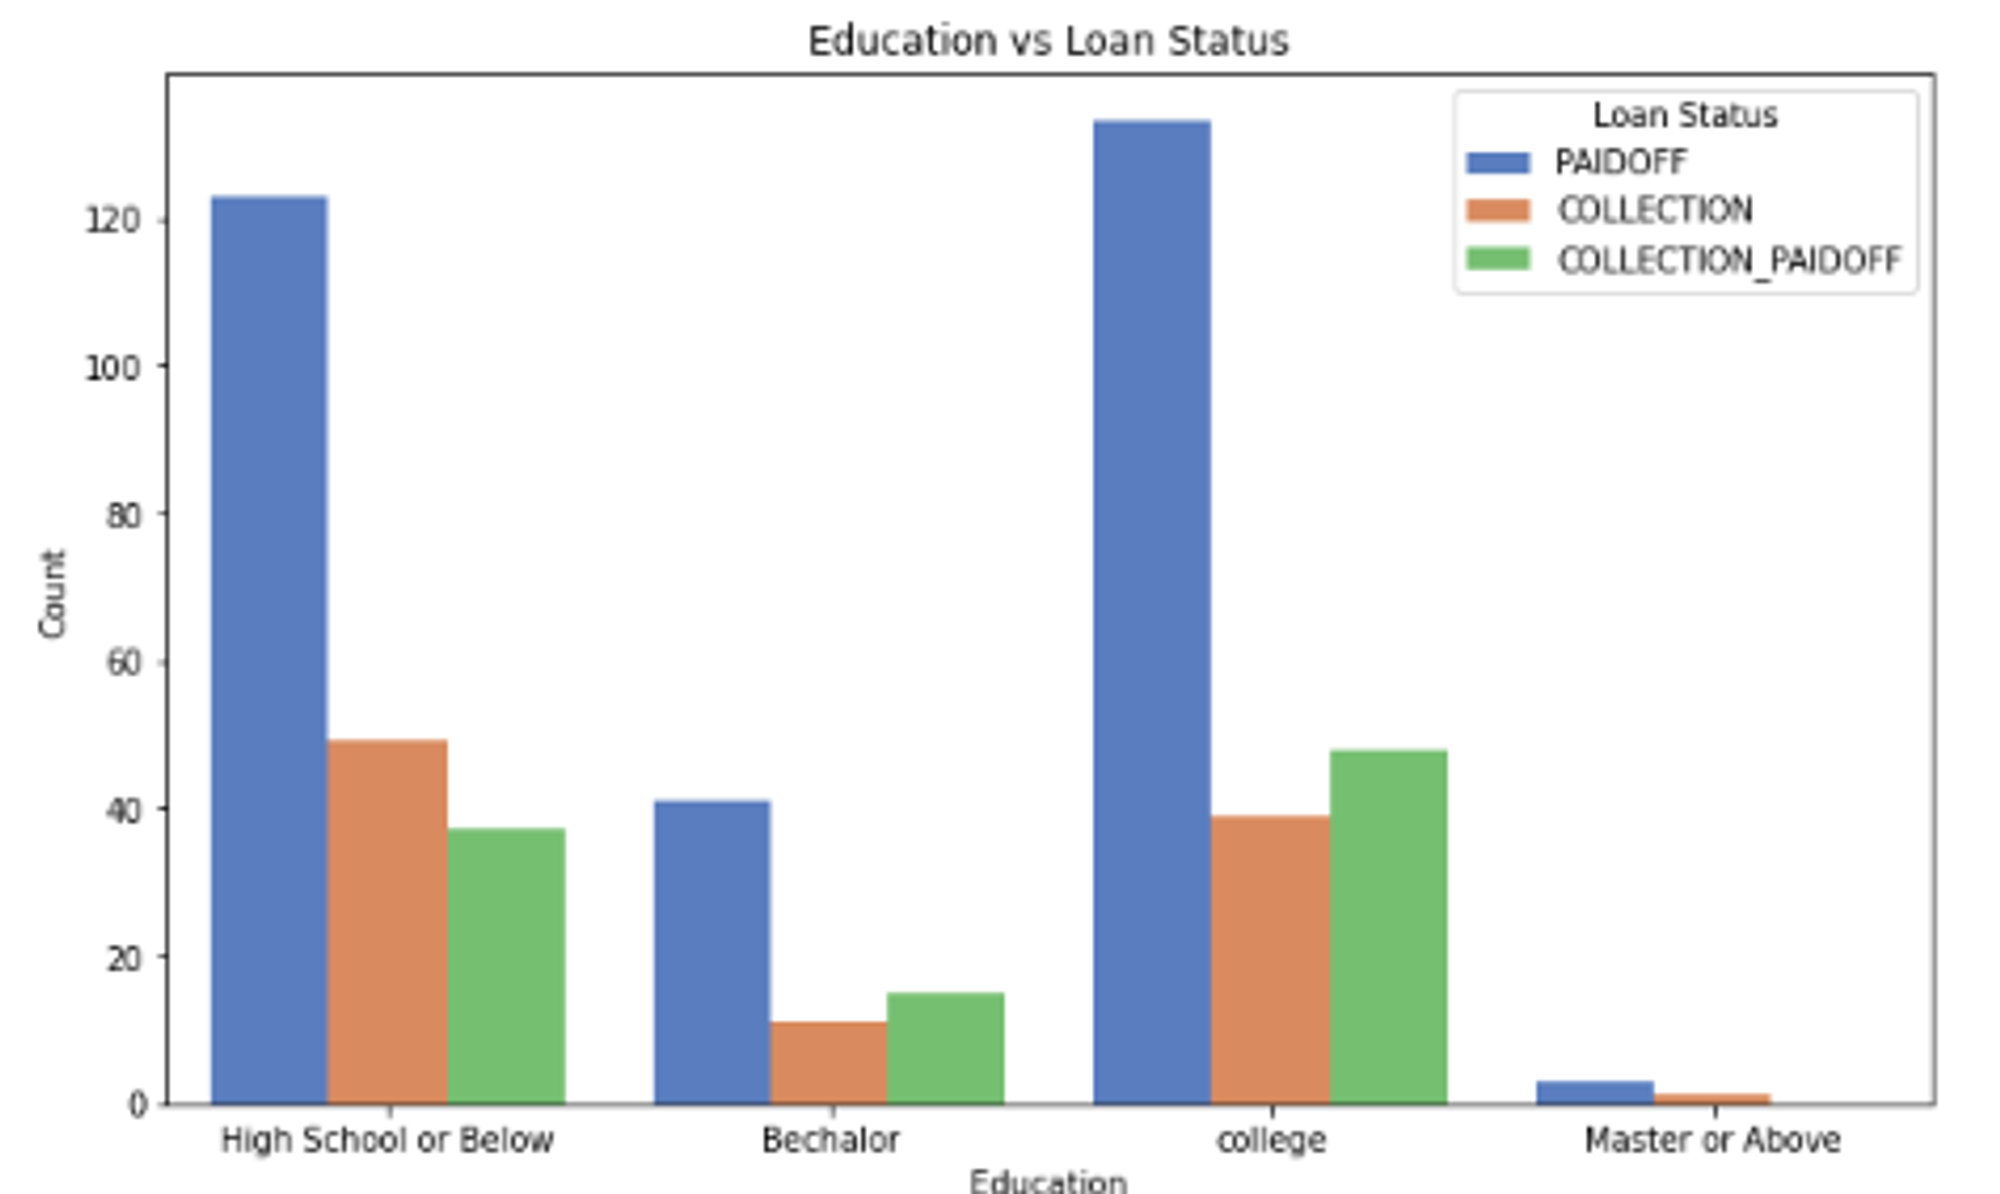 Education vs Loan Status
Loan Status
PAIDOFF
COLLECTION
COLLECTION_PAIDOFF
120
100
80
60
40
20
0
Count
High School or Below
Bechalor
college
Master or Above
Education